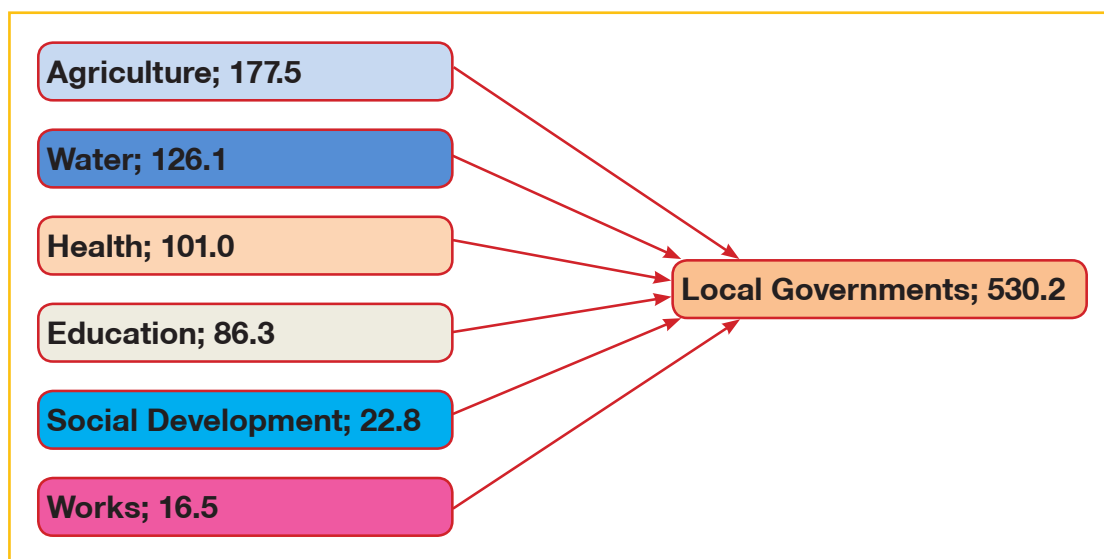 Agriculture; 177.5
Water; 126.1
Health; 101.0
Education; 86.3
Social Development; 22.8
Works; 16.5
Local Governments; 530.2